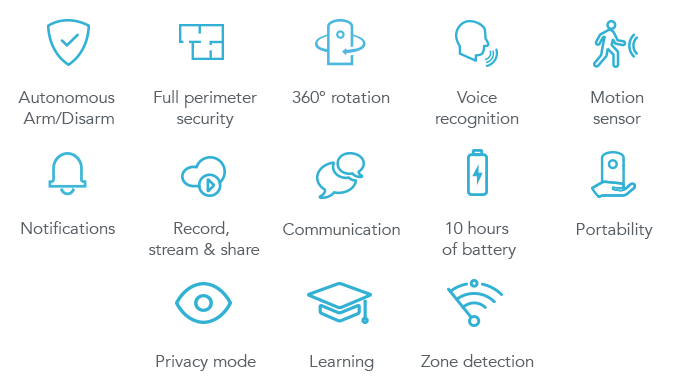 Autonomous
Arm/Disarm
Full perimeter
security
360º rotation
Voice
recognition
Motion
sensor
Notifications
Record,
stream & share
Communication
10 hours
of battery
Portability
Privacy mode
Learning
Zone detection